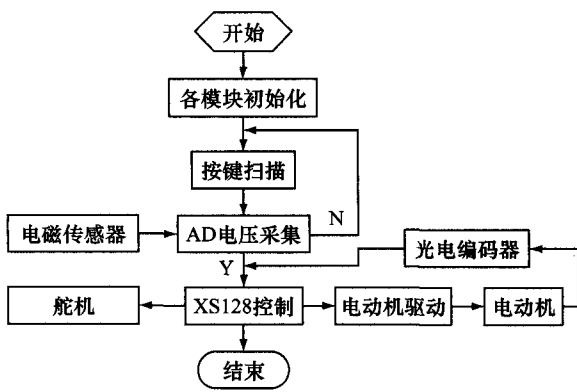 开始
各模块初始化
按键扫描
N
电磁传感器
AD电压采集
光电编码器
Y
舵机
XS128控制
电动机驱动
电动机
结束